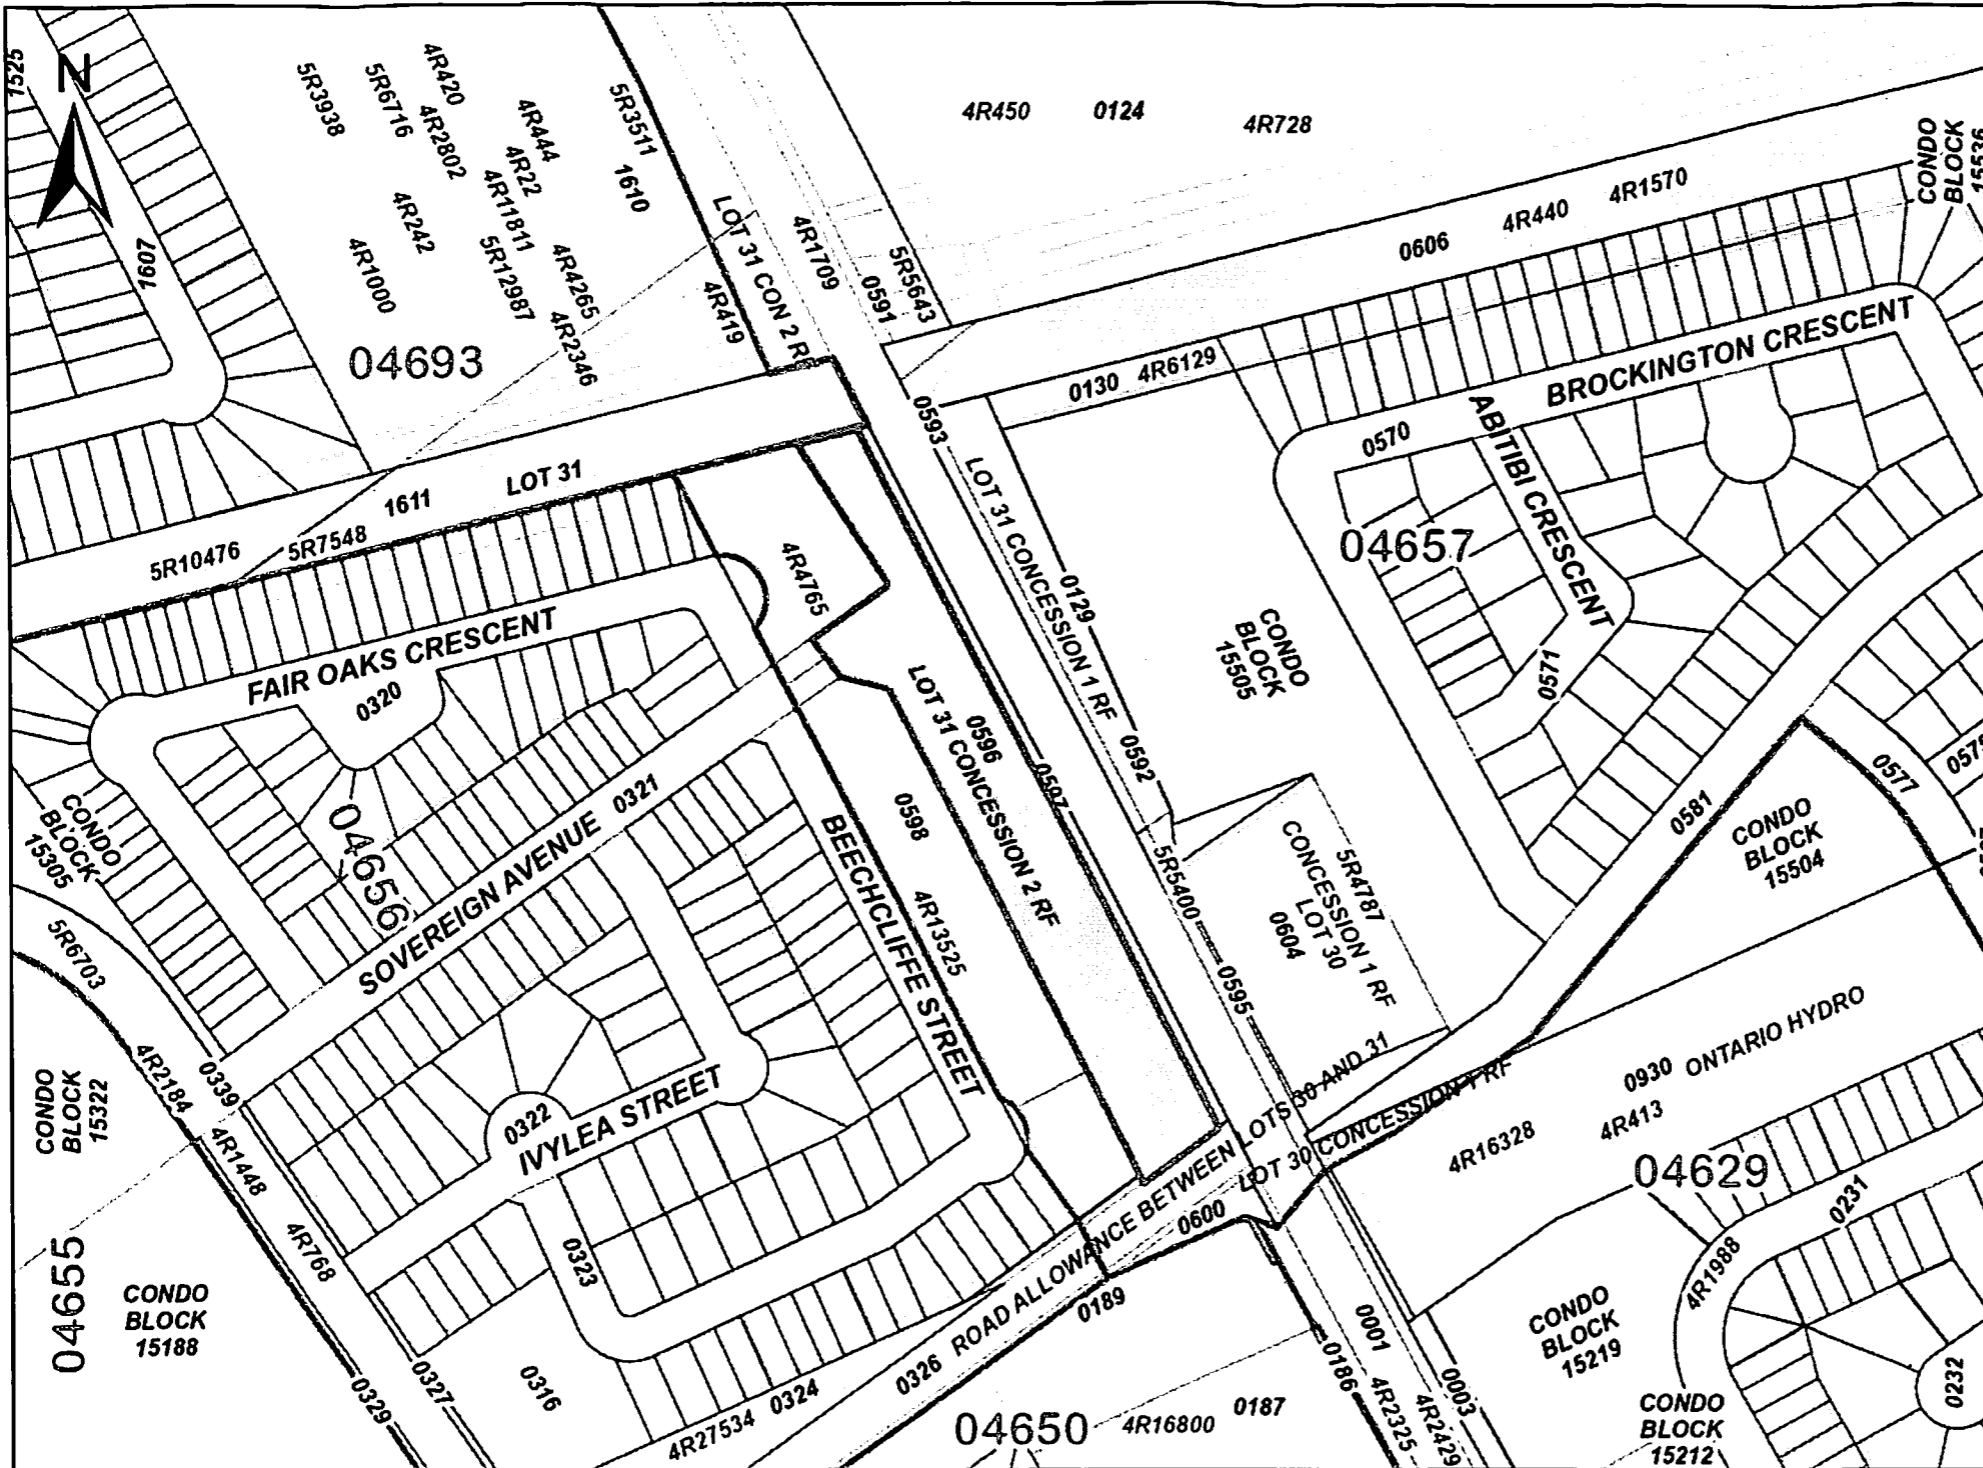 1525
N
5R3938
5R6716
4R420
4R2802
4R444
4R22
4R11811
5R12987
4R4265
4R2346
4R242
4R1000
1607
04693
5R3511
1610
LOT 31 CON 2 RF
4R419
4R1709
0591
5R5643
4R450
0124
4R728
0606
4R440
4R1570
CONDO
BLOCK
15536
0130
4R6129
BROCKINGTON CRESCENT
0570
ABITIBI CRESCENT
04657
0571
0593
LOT 31 CONCESSION 1 RF
0129
0592
CONDO
BLOCK
15505
LOT 31
1611
5R7548
5R10476
4R4765
FAIR OAKS CRESCENT
0320
SOVEREIGN AVENUE
0321
04656
CONDO
BLOCK
15305
LOT 31 CONCESSION 2 RF
0596
0597
0598
4R13525
BEECHCLIFFE STREET
5R5400
0595
5R4787
CONCESSION 1 RF
LOT 30
0604
0581
CONDO
BLOCK
15504
0577
5R6703
CONDO
BLOCK
15322
4R2184
0339
4R1448
4R768
0322
IVYLEA STREET
0323
04655
CONDO
BLOCK
15188
0329
0327
0316
4R27534
0324
0326
ROAD ALLOWANCE BETWEEN LOTS 30 AND 31
0600
LOT 30 CONCESSION 1 RF
0189
04650
4R16800
0187
0186
0001
4R2325
4R2429
0003
0930
ONTARIO HYDRO
4R413
4R16328
04629
0231
4R1988
CONDO
BLOCK
15219
CONDO
BLOCK
15212
0232